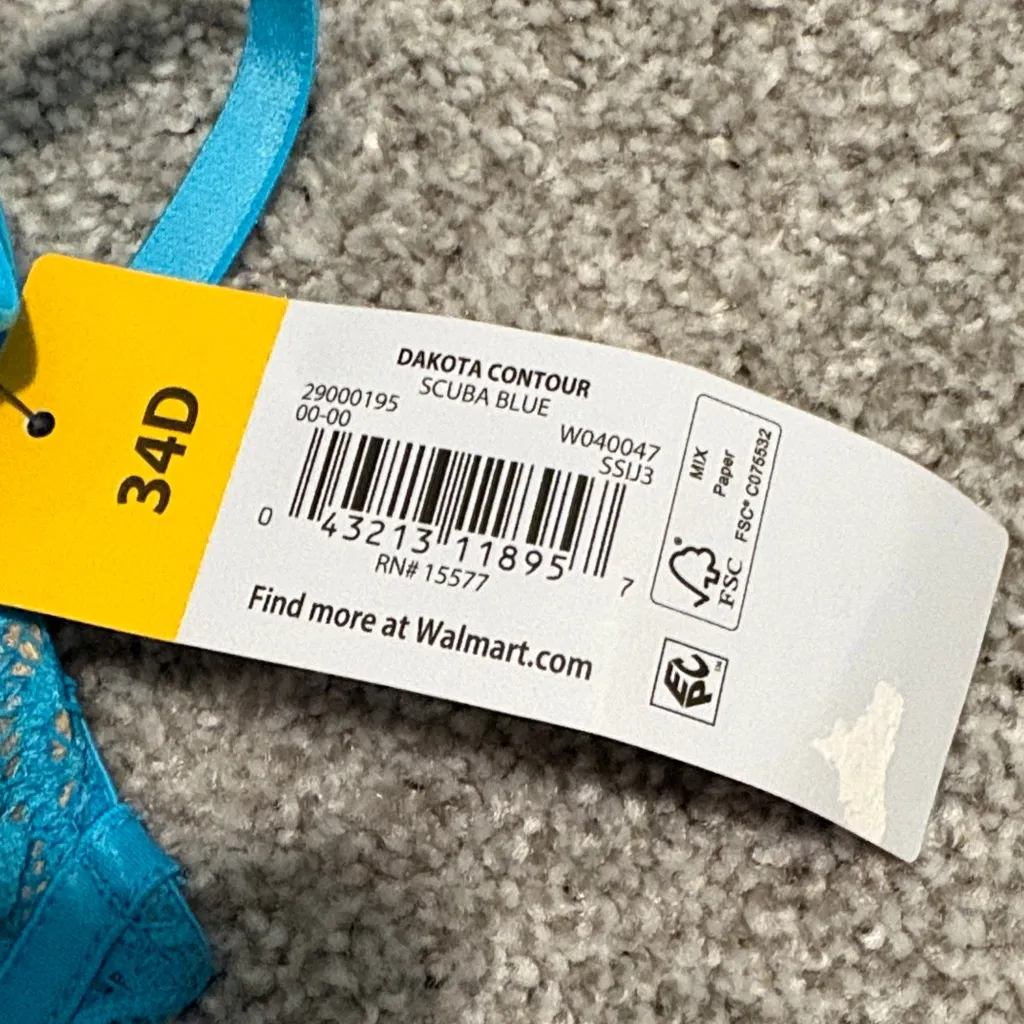 34D
DAKOTA CONTOUR
SCUBA BLUE
29000195
00-00
W040047
SSIJ3
0 43213 11895 7
RN# 15577
Find more at Walmart.com
MIX
Paper
FSC® C075532
FSC
EPC™